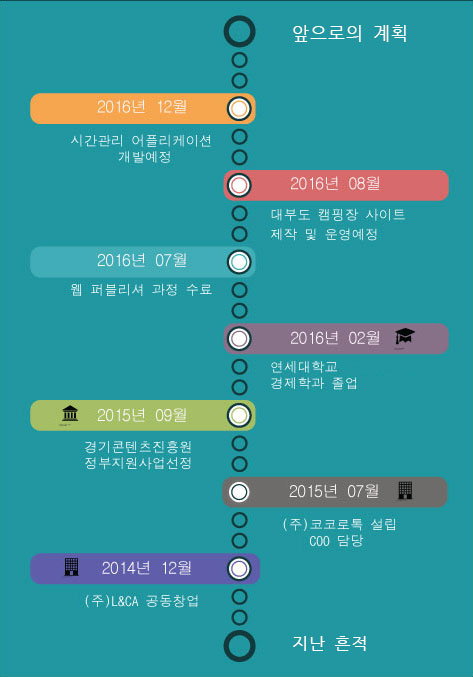 앞으로의 계획
2016년 12월
시간관리 어플리케이션
개발예정
2016년 08월
대부도 캠핑장 사이트
제작 및 운영예정
2016년 07월
웹 퍼블리셔 과정 수료
2016년 02월
연세대학교
경제학과 졸업
2015년 09월
경기콘텐츠진흥원
정부지원사업선정
2015년 07월
(주)코코로톡 설립
COO 담당
2014년 12월
(주)L&CA 공동창업
지난 흔적